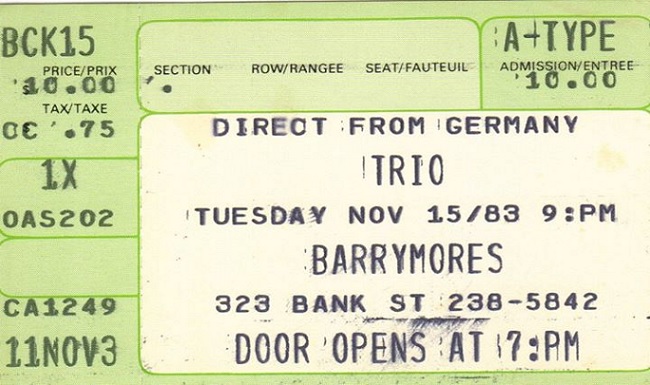 BCK15
PRICE/PRIX
10.00
TAX/TAXE
.75
1X
OAS202
CA1249
11NOV3
SECTION
ROW/RANGEE
SEAT/FAUTEUIL
A-TYPE
ADMISSION/ENTREE
10.00
DIRECT FROM GERMANY
TRIO
TUESDAY NOV 15/83 9:PM
BARRYMORES
323 BANK ST 238-5842
DOOR OPENS AT 7:PM